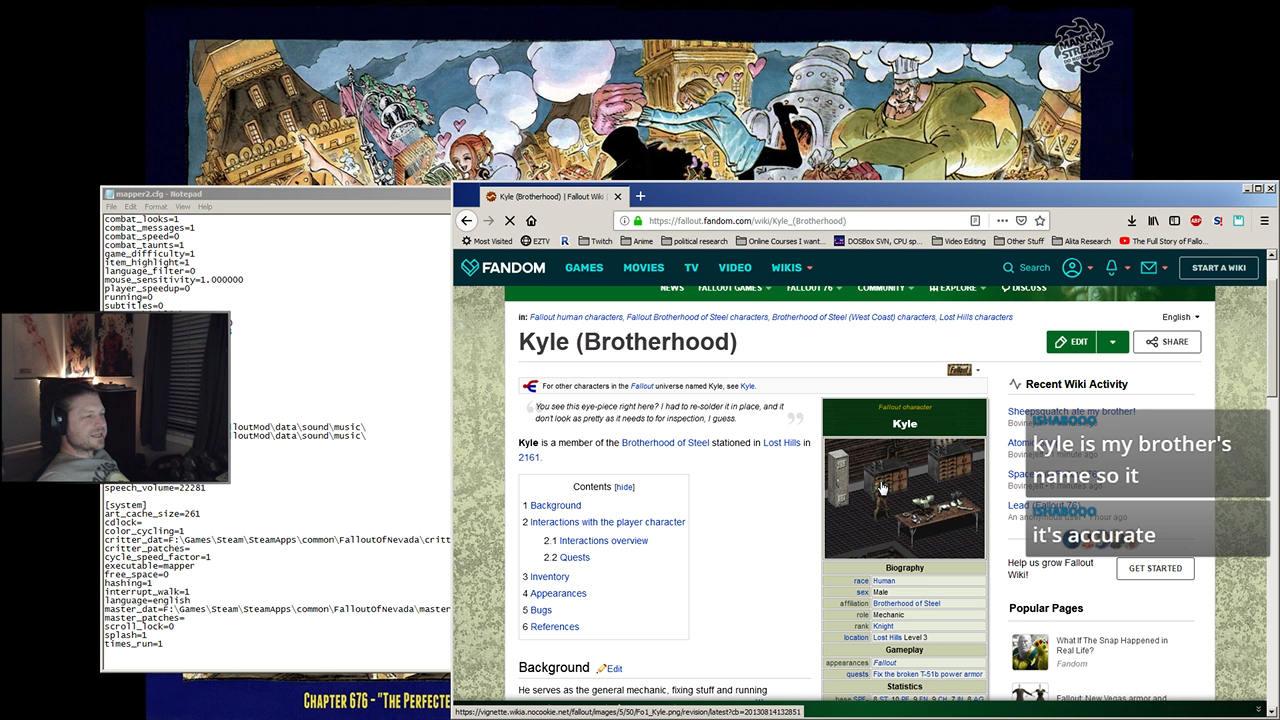 MANGA
STREAM
mapper2.cfg - Notepad
File Edit Format View Help
combat_looks=1
combat_messages=1
combat_speed=0
combat_taunts=1
game_difficulty=1
item_highlight=1
language_filter=0
mouse_sensitivity=1.000000
player_speedup=0
running=0
subtitles=0
loutMod\data\sound\music\
loutMod\data\sound\music\
speech_volume=22281
[system]
art_cache_size=261
cdlock=
color_cycling=1
critter_dat=F:\Games\Steam\SteamApps\common\FalloutOfNevada\critt
critter_patches=
cycle_speed_factor=1
executable=mapper
free_space=0
hashing=1
interrupt_walk=1
language=english
master_dat=F:\Games\Steam\SteamApps\common\FalloutOfNevada\master
master_patches=
scroll_lock=0
splash=1
times_run=1
CHAPTER 676 - "THE PERFECTE
Kyle (Brotherhood) | Fallout Wiki
https://fallout.fandom.com/wiki/Kyle_(Brotherhood)
Most Visited EZTV Twitch Anime political research Online Courses I want... DOSBox SVN, CPU sp... Video Editing Other Stuff Alita Research The Full Story of Fallo...
FANDOM GAMES MOVIES TV VIDEO WIKIS Search START A WIKI
NEWS FALLOUT GAMES FALLOUT 76 COMMUNITY EXPLORE DISCUSS
in: Fallout human characters, Fallout Brotherhood of Steel characters, Brotherhood of Steel (West Coast) characters, Lost Hills characters
English
Kyle (Brotherhood)
EDIT SHARE
For other characters in the Fallout universe named Kyle, see Kyle.
You see this eye-piece right here? I had to re-solder it in place, and it
don't look as pretty as it needs to for inspection, I guess.
Kyle is a member of the Brotherhood of Steel stationed in Lost Hills in
2161.
Contents [hide]
1 Background
2 Interactions with the player character
2.1 Interactions overview
2.2 Quests
3 Inventory
4 Appearances
5 Bugs
6 References
Background Edit
He serves as the general mechanic, fixing stuff and running
Fallout character
Kyle
Biography
race Human
sex Male
affiliation Brotherhood of Steel
role Mechanic
rank Knight
location Lost Hills Level 3
Gameplay
appearances Fallout
quests Fix the broken T-51b power armor
Statistics
Recent Wiki Activity
Sheepsquatch ate my brother!
ISHABOOO
kyle is my brother's
name so it
ISHABOOO
it's accurate
Help us grow Fallout
Wiki!
GET STARTED
Popular Pages
What If The Snap Happened in
Real Life?
Fandom
Fallout: New Vegas armor and
https://vignette.wikia.nocookie.net/fallout/images/5/50/Fo1_Kyle.png/revision/latest?cb=20130814132851